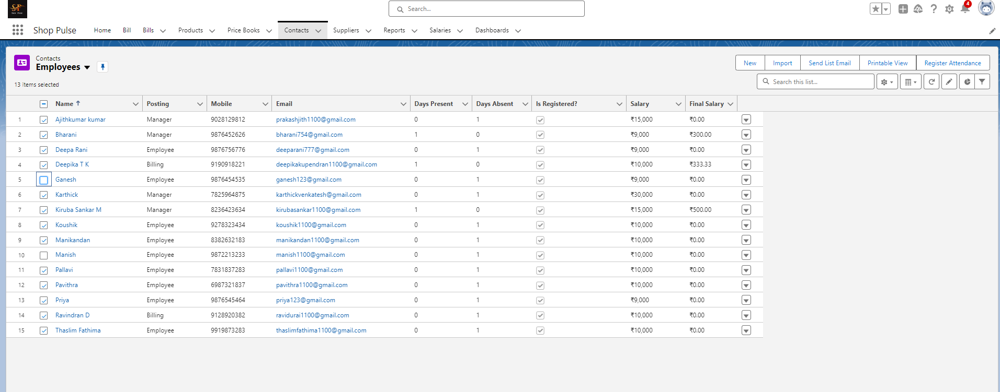 SP
Search...
4
Shop Pulse Home Bill Bills Products Price Books Contacts Suppliers Reports Salaries Dashboards
Contacts
Employees
New Import Send List Email Printable View Register Attendance
13 items selected
Search this list...
Name Posting Mobile Email Days Present Days Absent Is Registered? Salary Final Salary
1 Ajithkumar kumar Manager 9028129812 prakashjith1100@gmail.com 0 1 ₹15,000 ₹0.00
2 Bharani Manager 9876452626 bharani754@gmail.com 1 0 ₹9,000 ₹300.00
3 Deepa Rani Employee 9876756776 deeparani777@gmail.com 0 1 ₹9,000 ₹0.00
4 Deepika T K Billing 9190918221 deepikakupendran1100@gmail.com 1 0 ₹10,000 ₹333.33
5 Ganesh Employee 9876454535 ganesh123@gmail.com 0 1 ₹9,000 ₹0.00
6 Karthick Manager 7825964875 karthickvenkatesh@gmail.com 0 1 ₹30,000 ₹0.00
7 Kiruba Sankar M Manager 8236423634 kirubasankar1100@gmail.com 1 0 ₹15,000 ₹500.00
8 Koushik Employee 9278323434 koushik1100@gmail.com 0 1 ₹10,000 ₹0.00
9 Manikandan Employee 8382632183 manikandan1100@gmail.com 0 1 ₹10,000 ₹0.00
10 Manish Employee 9872213233 manish1100@gmail.com 0 1 ₹10,000 ₹0.00
11 Pallavi Employee 7831837283 pallavi1100@gmail.com 0 1 ₹10,000 ₹0.00
12 Pavithra Employee 6987321837 pavithra1100@gmail.com 0 1 ₹10,000 ₹0.00
13 Priya Employee 9876545464 priya123@gmail.com 0 1 ₹9,000 ₹0.00
14 Ravindran D Billing 9128920382 ravidurai1100@gmail.com 0 1 ₹10,000 ₹0.00
15 Thaslim Fathima Employee 9919873283 thaslimfathima1100@gmail.com 0 1 ₹10,000 ₹0.00